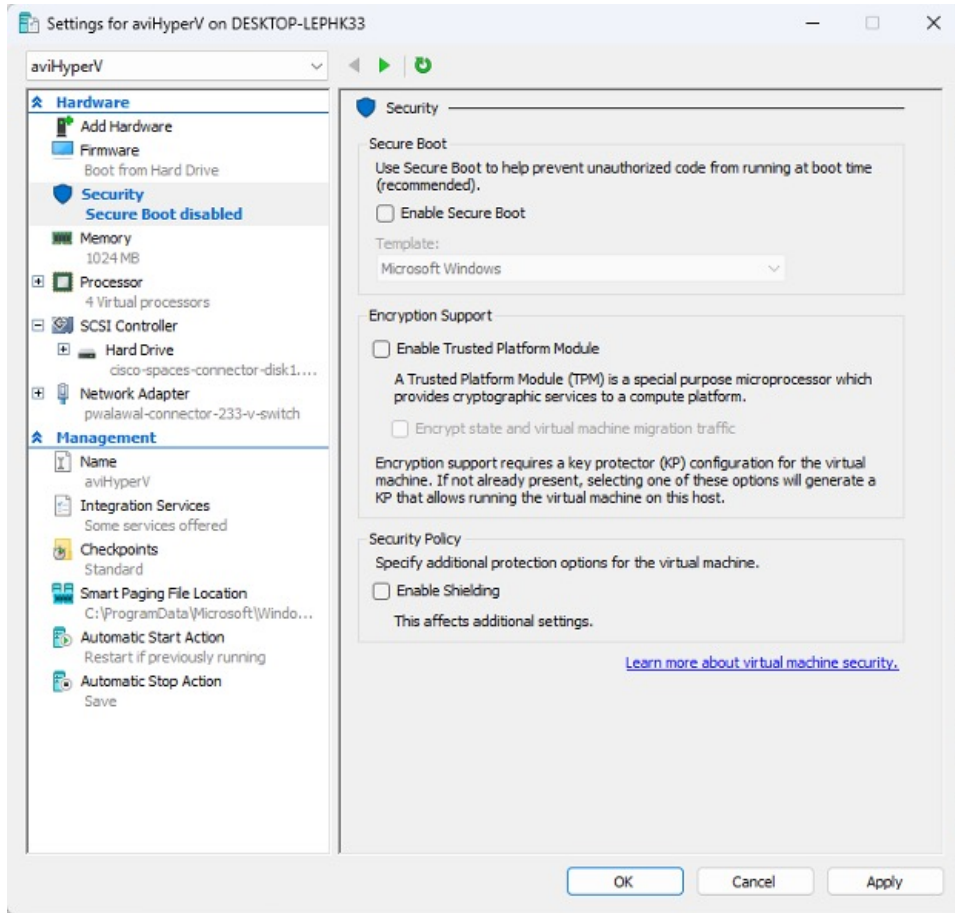 Settings for aviHyperV on DESKTOP-LEPHK33
aviHyperV
Hardware
Add Hardware
Firmware
Boot from Hard Drive
Security
Secure Boot disabled
Memory
1024 MB
Processor
4 Virtual processors
SCSI Controller
Hard Drive
cisco-spaces-connector-disk1....
Network Adapter
pwalawal-connector-233-v-switch
Management
Name
aviHyperV
Integration Services
Some services offered
Checkpoints
Standard
Smart Paging File Location
C:\ProgramData\Microsoft\Windo...
Automatic Start Action
Restart if previously running
Automatic Stop Action
Save
Security
Secure Boot
Use Secure Boot to help prevent unauthorized code from running at boot time
(recommended).
Enable Secure Boot
Template:
Microsoft Windows
Encryption Support
Enable Trusted Platform Module
A Trusted Platform Module (TPM) is a special purpose microprocessor which
provides cryptographic services to a compute platform.
Encrypt state and virtual machine migration traffic
Encryption support requires a key protector (KP) configuration for the virtual
machine. If not already present, selecting one of these options will generate a
KP that allows running the virtual machine on this host.
Security Policy
Specify additional protection options for the virtual machine.
Enable Shielding
This affects additional settings.
Learn more about virtual machine security.
OK
Cancel
Apply